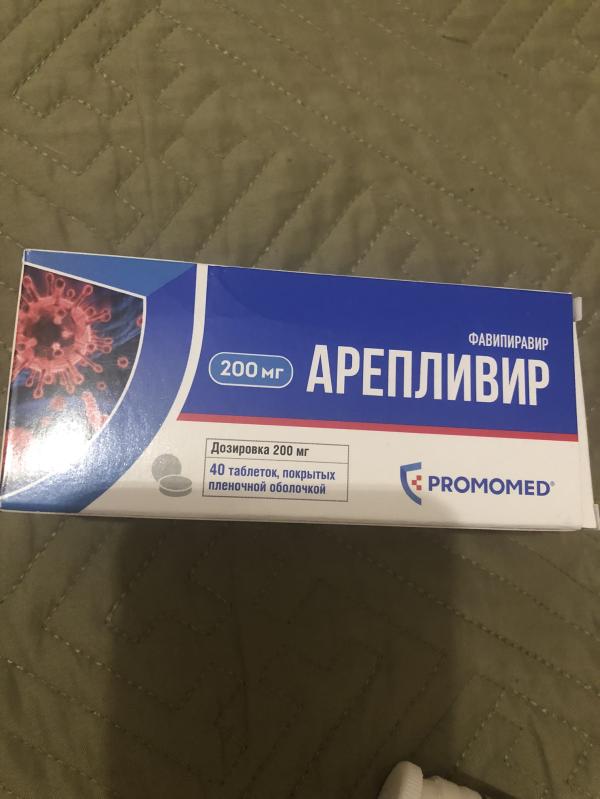 ФАВИПИРАВИР
200 мг
АРЕПЛИВИР
Дозировка 200 мг
40 таблеток, покрытых
пленочной оболочкой
PROMOMED®